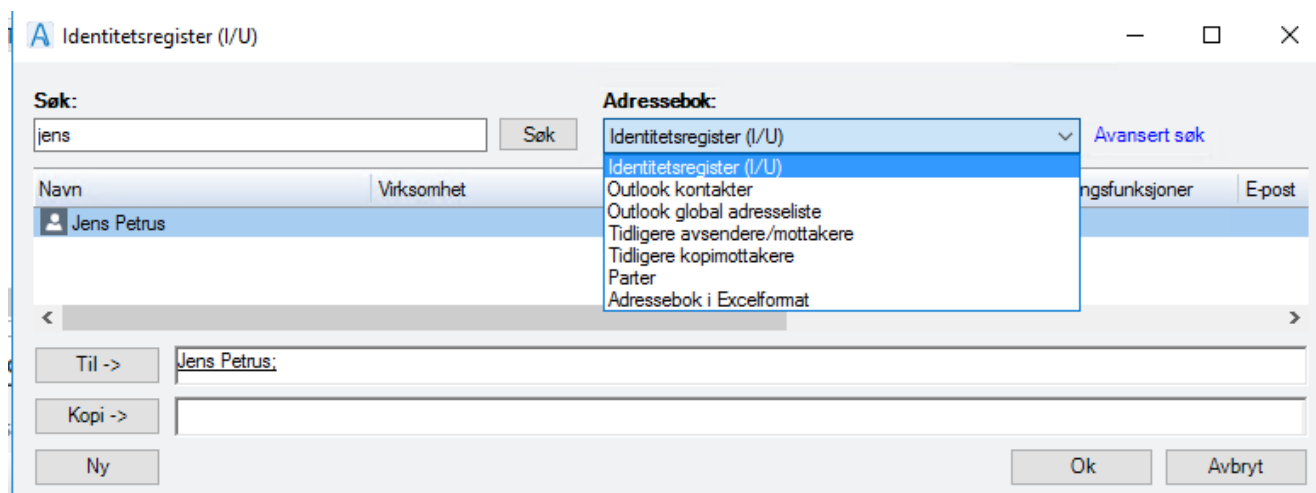 Identitetsregister (I/U)
Søk: Adressebok:
jens Søk Identitetsregister (I/U) Avansert søk
Identitetsregister (I/U)
Outlook kontakter
Outlook global adresseliste
Tidligere avsendere/mottakere
Tidligere kopimottakere
Parter
Adressebok i Excelformat
Navn Virksomhet ngsfunksjoner E-post
Jens Petrus
Til -> Jens Petrus;
Kopi ->
Ny Ok Avbryt